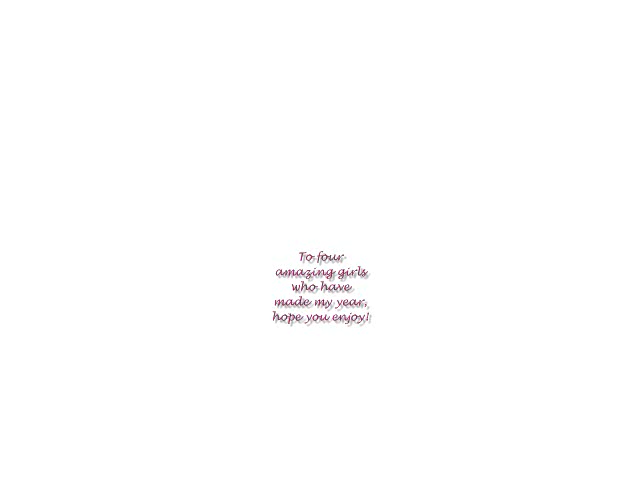 To four
amazing girls
who have
made my year,
hope you enjoy!